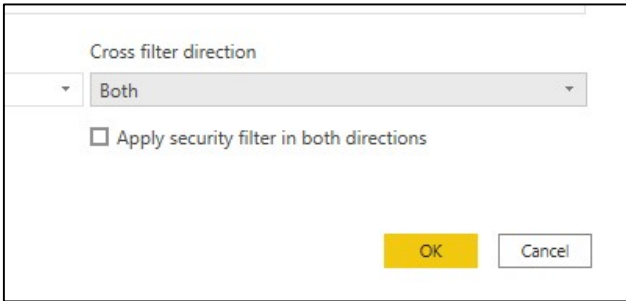 Cross filter direction
Both
Apply security filter in both directions
OK Cancel